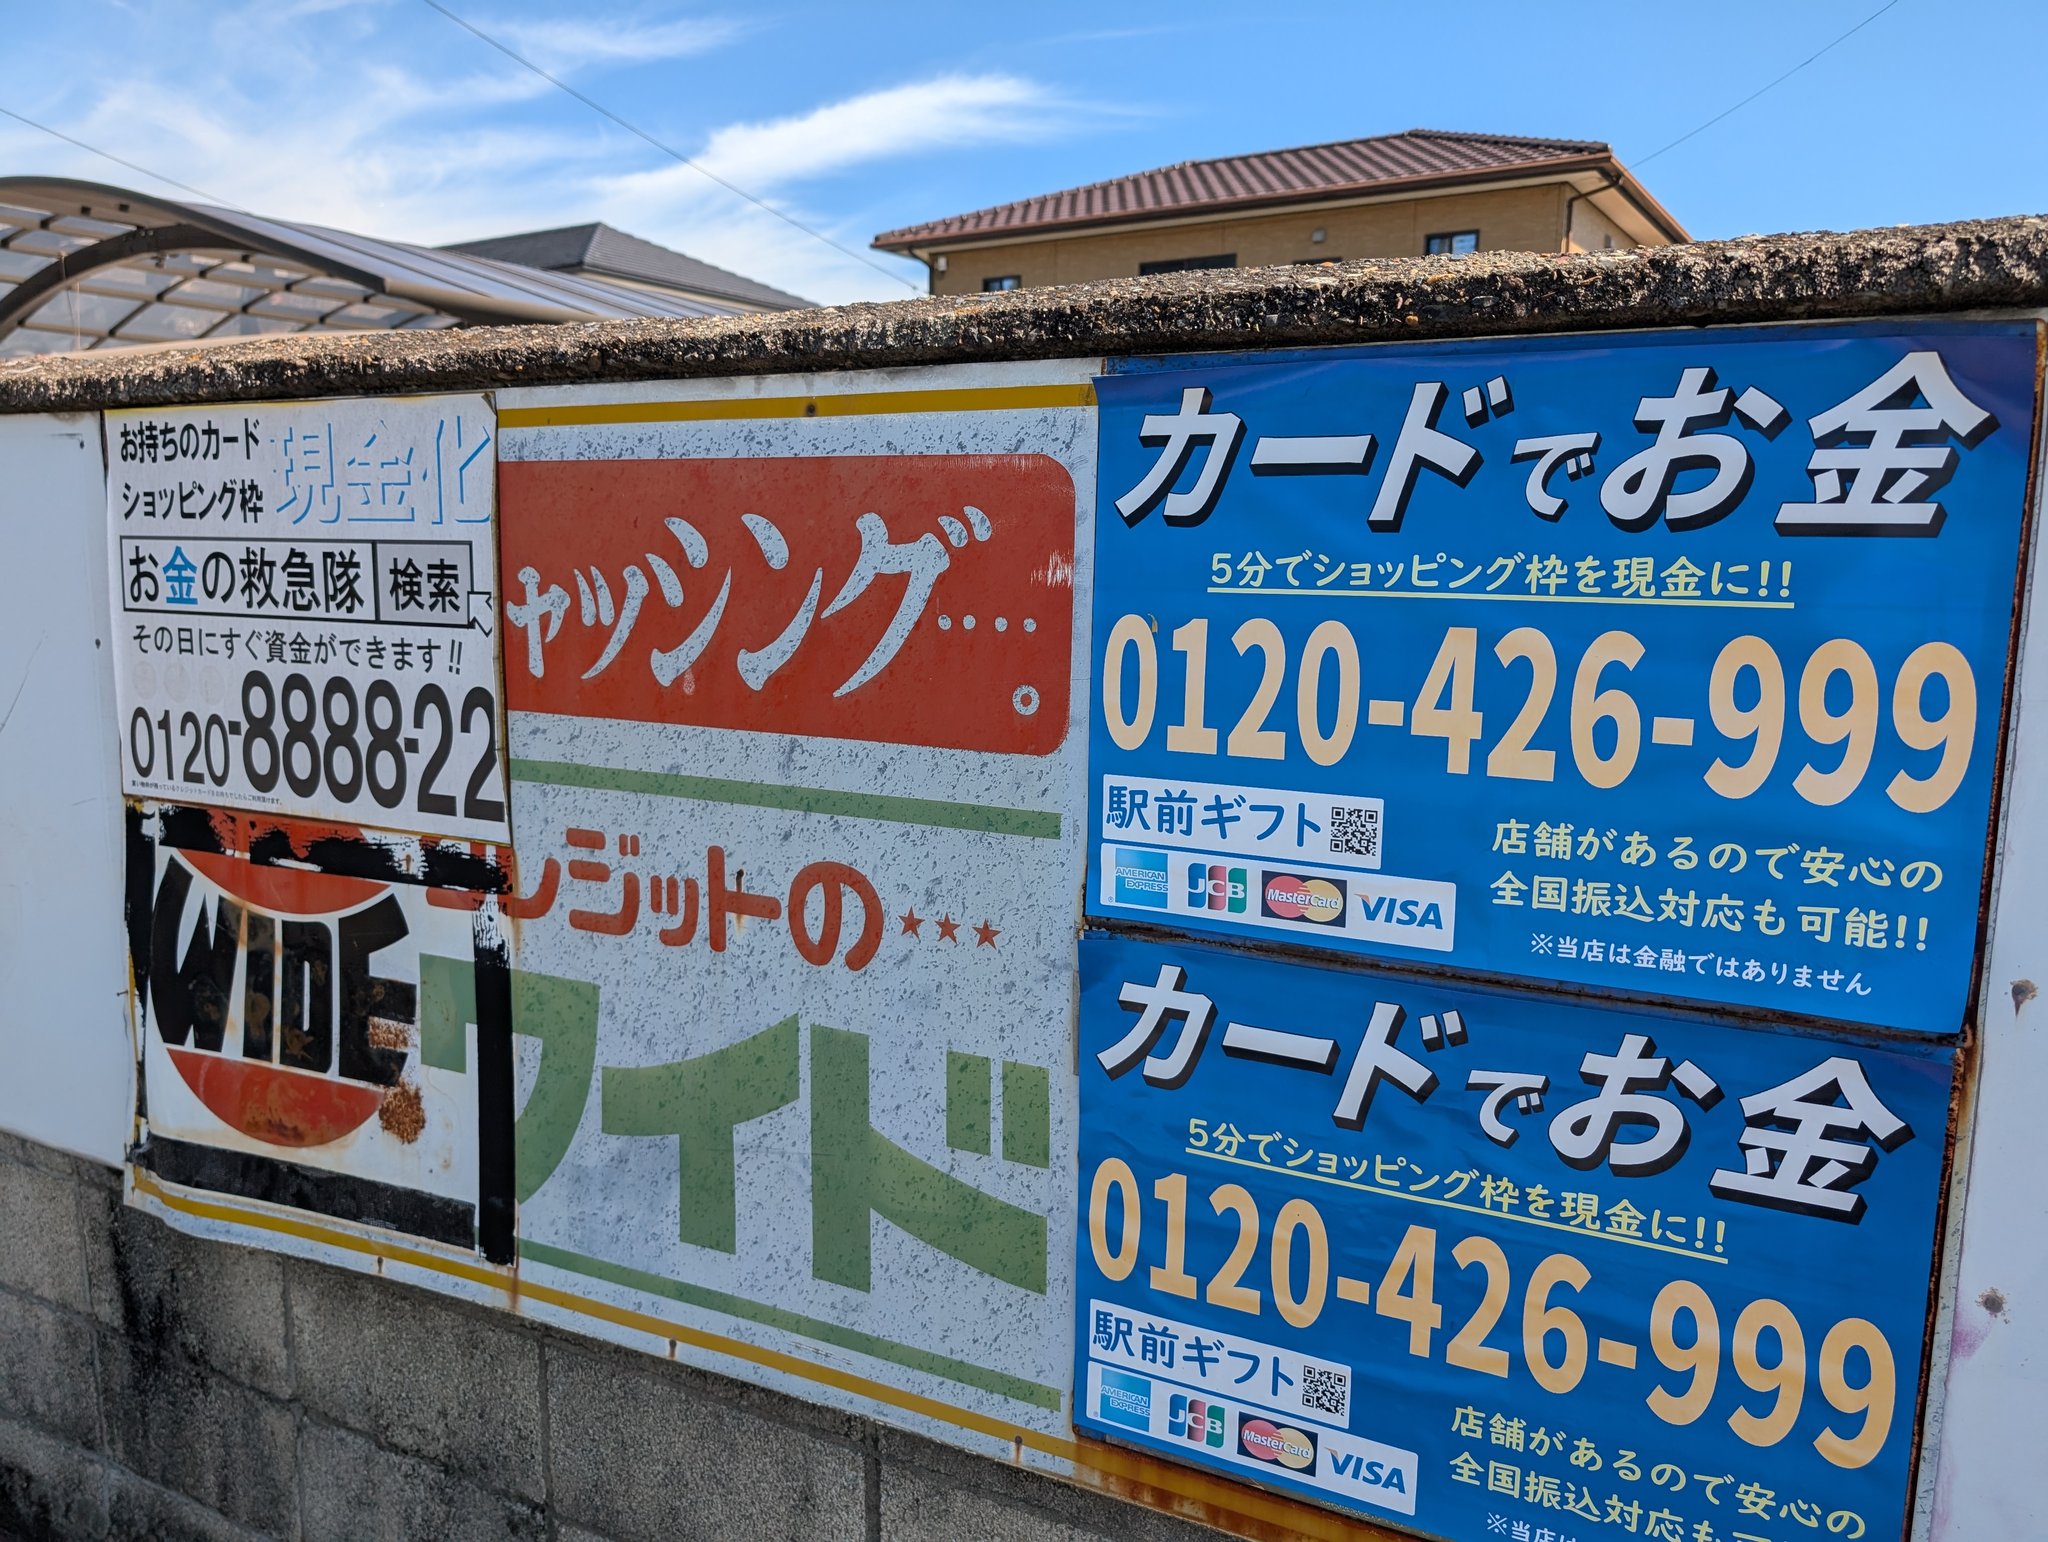 お持ちのカード
ショッピング枠
現金化
お金の救急隊 検索
その日にすぐ資金ができます!!
0120-8888-22
WIDE
ャッシング....。
レジットの★★★
ワイド
カードでお金
5分でショッピング枠を現金に!!
0120-426-999
駅前ギフト
AMERICAN EXPRESS
JCB
MasterCard
VISA
店舗があるので安心の
全国振込対応も可能!!
※当店は金融ではありません
カードでお金
5分でショッピング枠を現金に!!
0120-426-999
駅前ギフト
AMERICAN EXPRESS
JCB
MasterCard
VISA
店舗があるので安心の
全国振込対応も可
※当店は